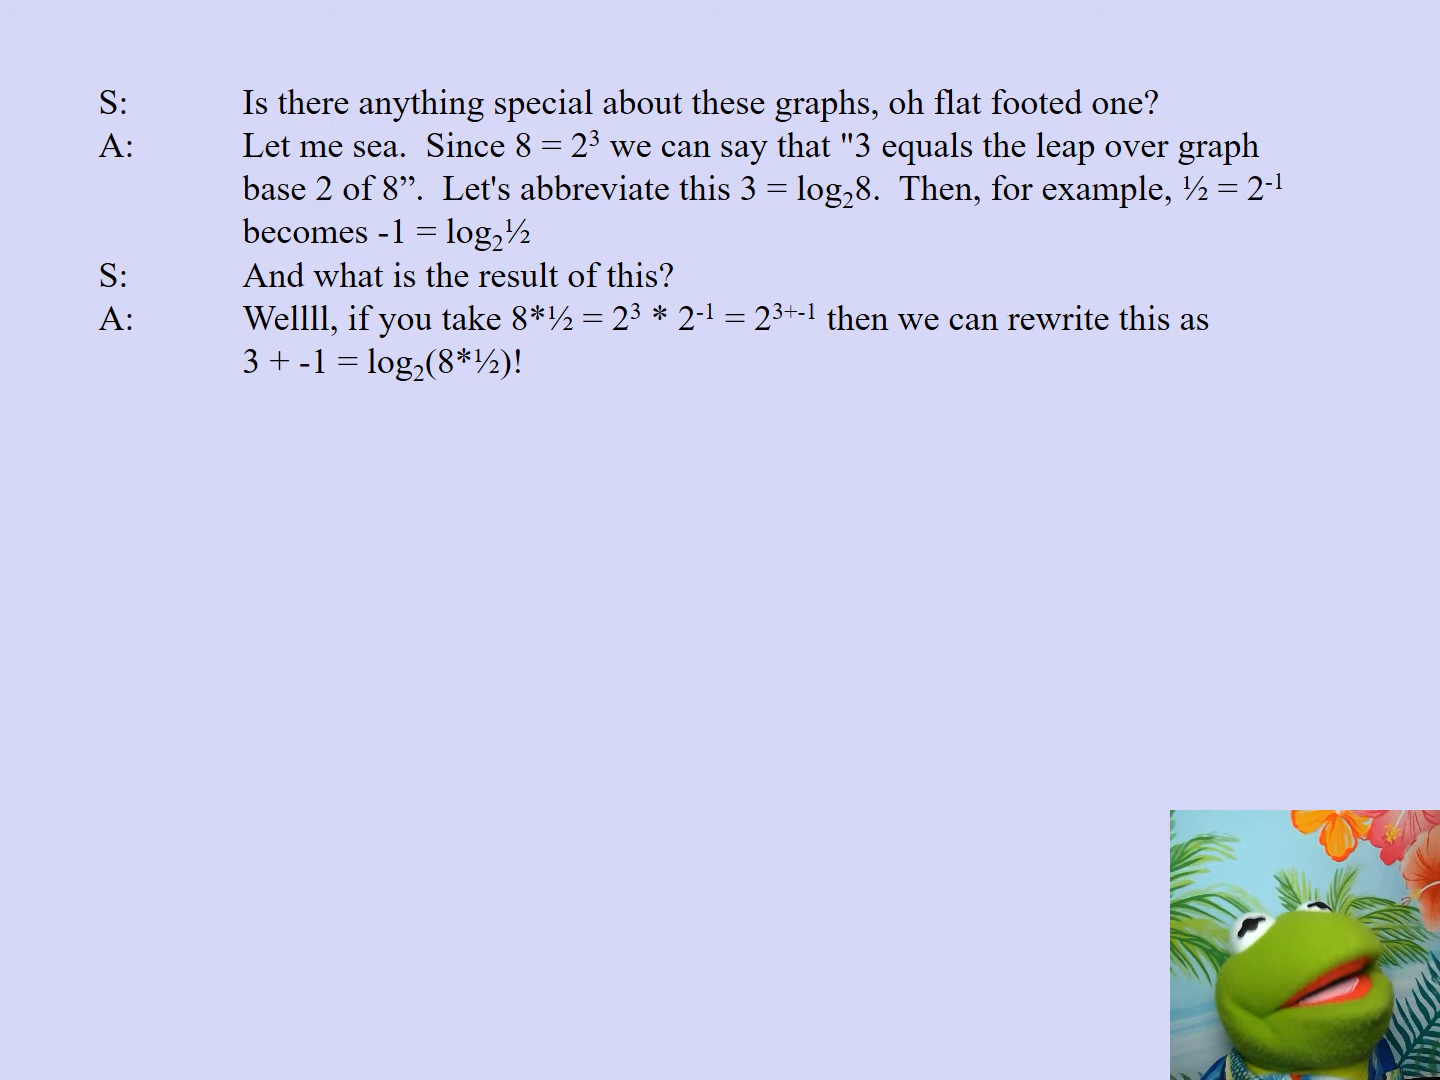 S: Is there anything special about these graphs, oh flat footed one?
A: Let me sea. Since 8 = 2³ we can say that "3 equals the leap over graph
base 2 of 8”. Let's abbreviate this 3 = log₂8. Then, for example, ½ = 2⁻¹
becomes -1 = log₂½
S: And what is the result of this?
A: Wellll, if you take 8*½ = 2³ * 2⁻¹ = 2³⁺⁻¹ then we can rewrite this as
3 + -1 = log₂(8*½)!